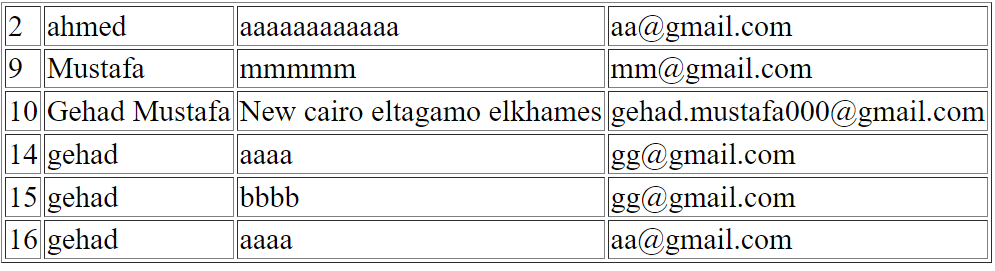 2 ahmed aaaaaaaaaaaa aa@gmail.com
9 Mustafa mmmmm mm@gmail.com
10 Gehad Mustafa New cairo eltagamo elkhames gehad.mustafa000@gmail.com
14 gehad aaaa gg@gmail.com
15 gehad bbbb gg@gmail.com
16 gehad aaaa aa@gmail.com